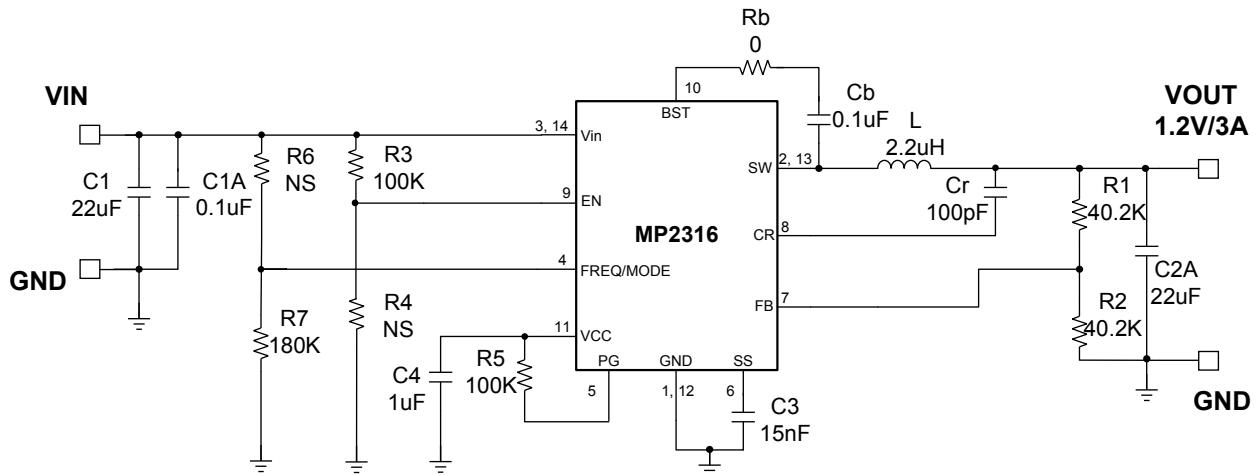 Rb
0
10
BST
Cb
0.1uF
L
2.2uH
VOUT
1.2V/3A
VIN
3, 14
Vin
R6
NS
R3
100K
C1
22uF
C1A
0.1uF
2, 13
SW
Cr
100pF
R1
40.2K
9
EN
MP2316
CR
8
GND
4
FREQ/MODE
R4
NS
FB
7
C2A
22uF
R2
40.2K
R7
180K
11
VCC
R5
100K
PG
GND
SS
C4
1uF
5
1, 12
6
C3
15nF
GND